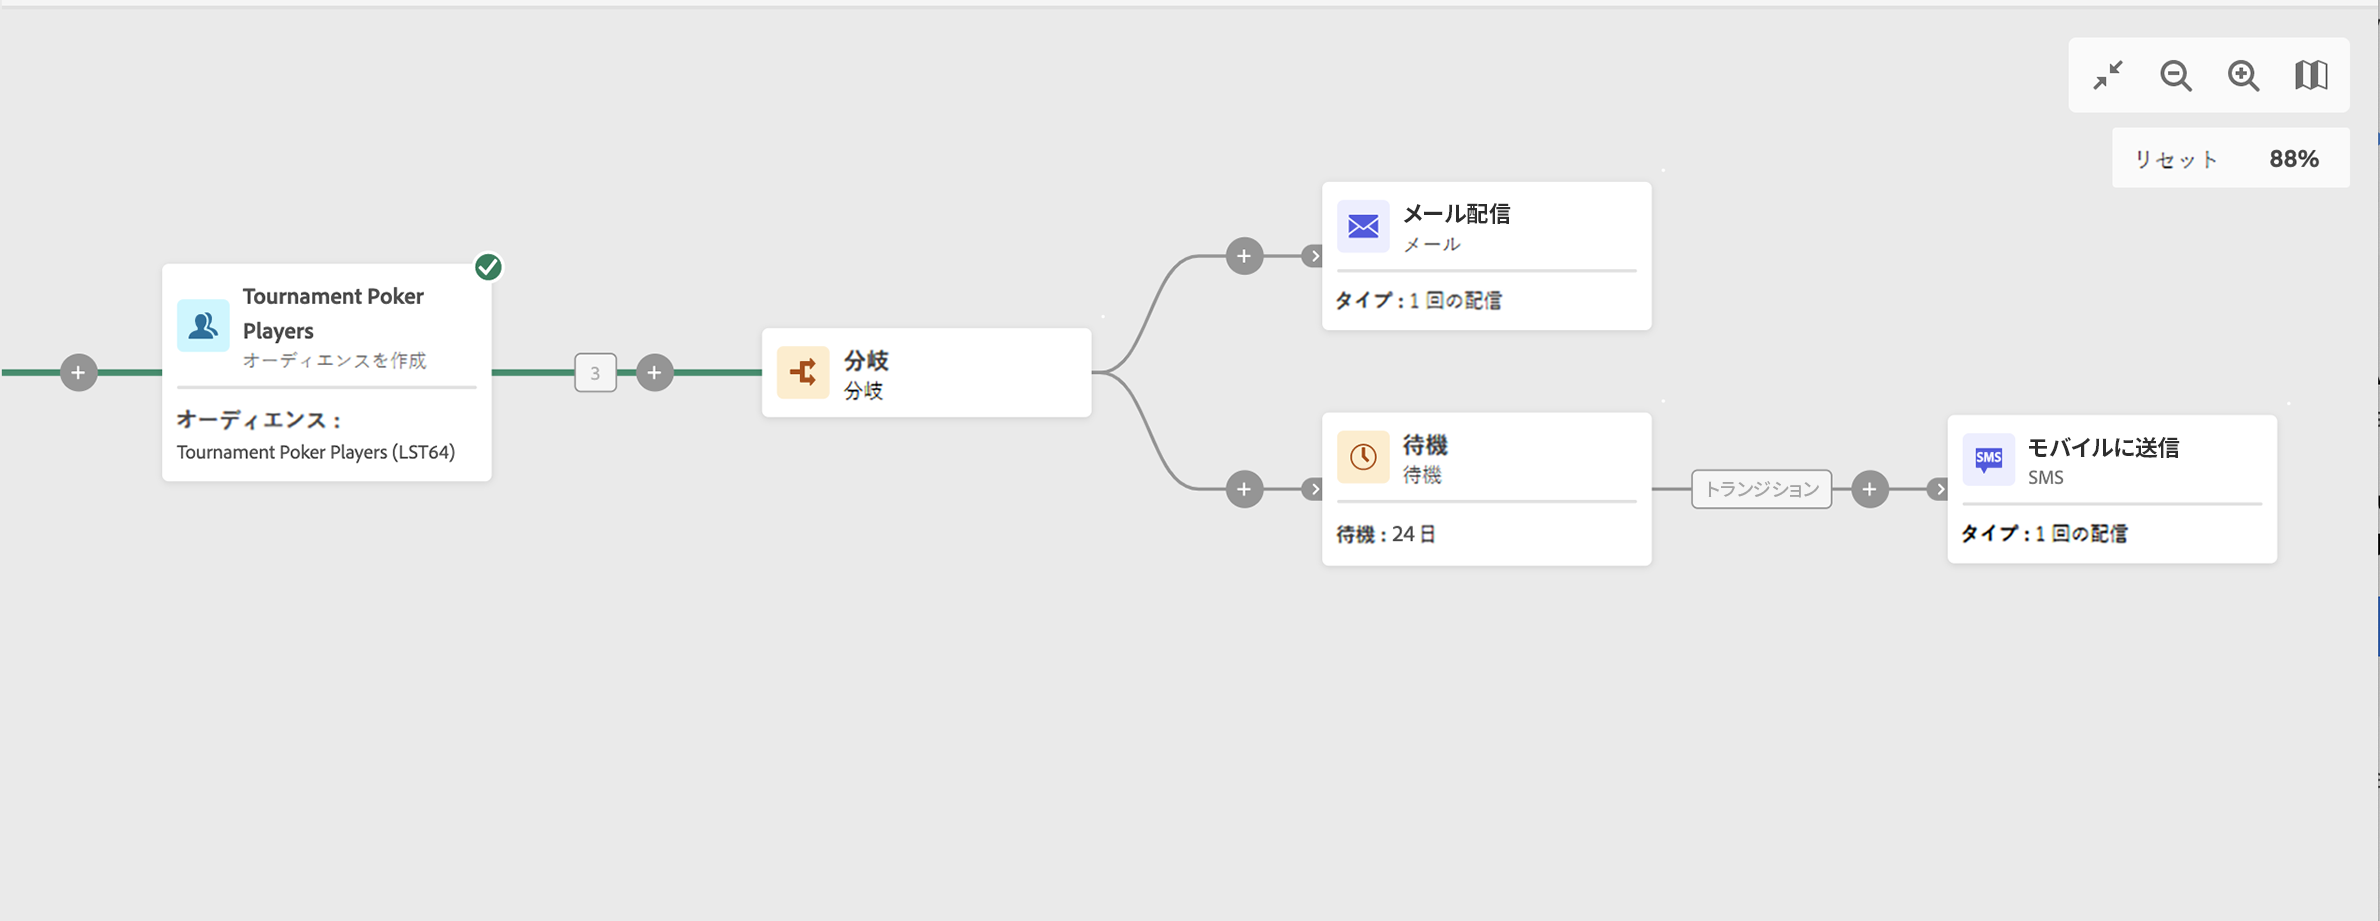 リセット 88%
Tournament Poker
Players
オーディエンスを作成
オーディエンス :
Tournament Poker Players (LST64)
3
分岐
分岐
メール配信
メール
タイプ : 1 回の配信
待機
待機
待機 : 24 日
トランジション
SMS
モバイルに送信
SMS
タイプ : 1 回の配信